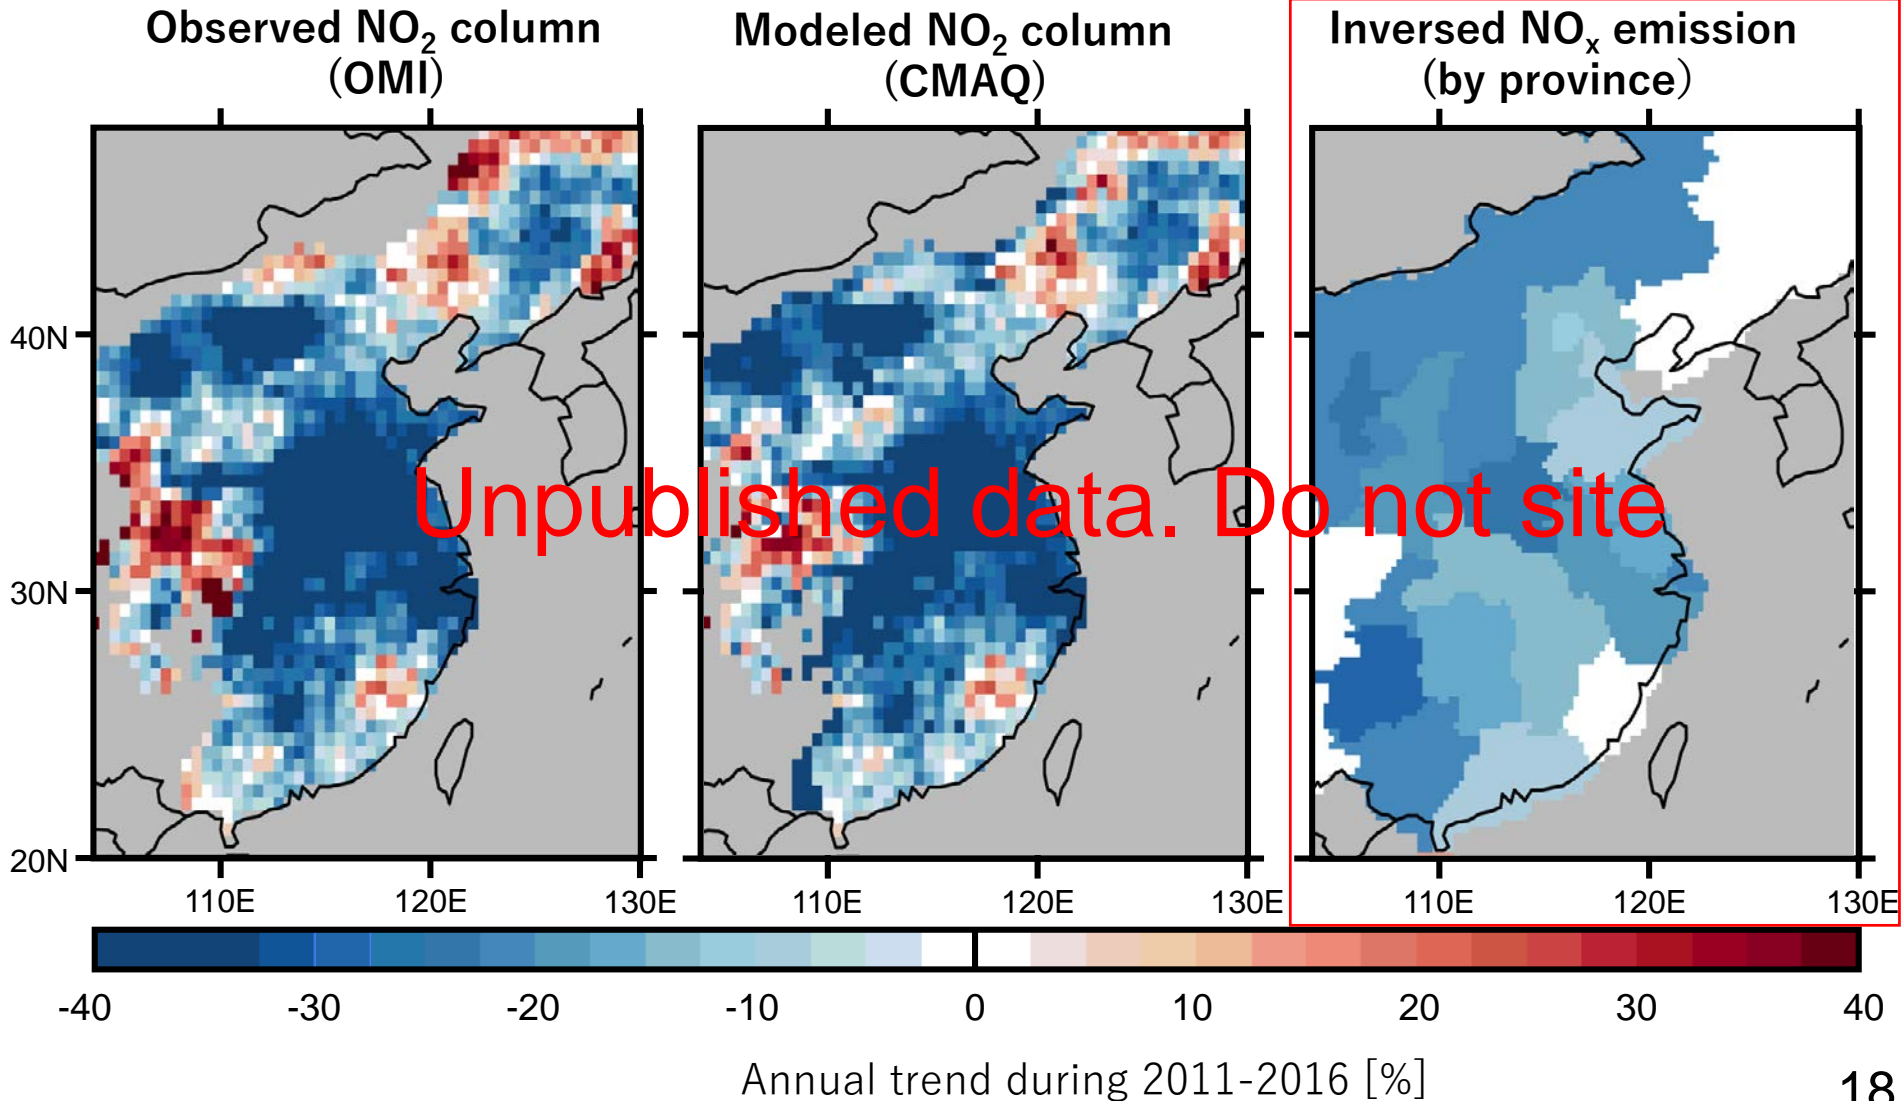 Observed NO₂ column
(OMI)
Modeled NO₂ column
(CMAQ)
Inversed NOₓ emission
(by province)
40N
30N
20N
110E
120E
130E
110E
120E
130E
110E
120E
130E
Unpublished data. Do not site
-40
-30
-20
-10
0
10
20
30
40
Annual trend during 2011-2016 [%]
18